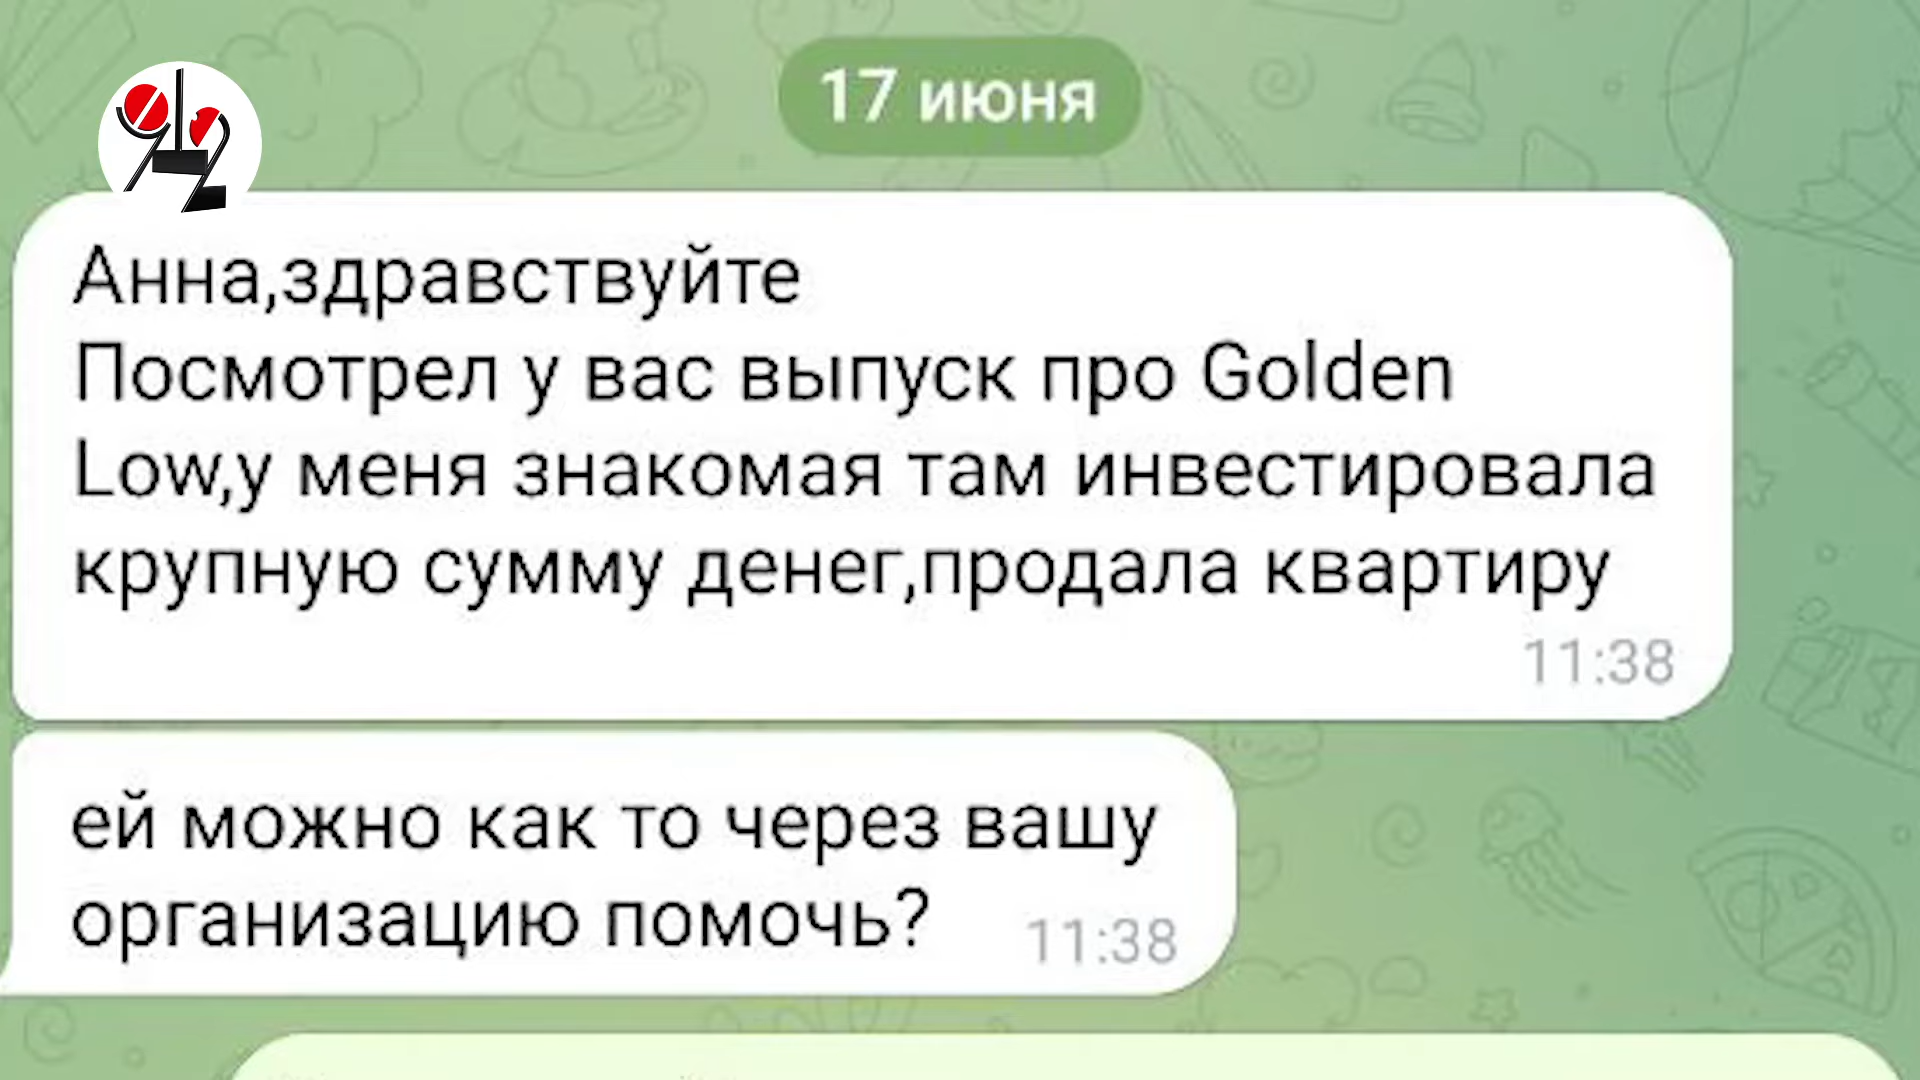 17 июня
Анна,здравствуйте
Посмотрел у вас выпуск про Golden
Low,у меня знакомая там инвестировала
крупную сумму денег,продала квартиру
11:38
ей можно как то через вашу
организацию помочь?
11:38